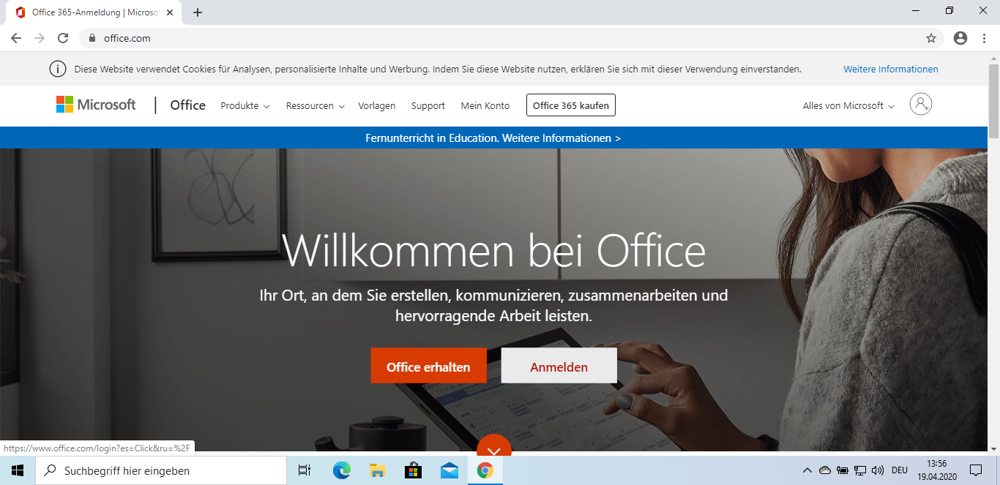 Office 365-Anmeldung | Microsof
office.com
Diese Website verwendet Cookies für Analysen, personalisierte Inhalte und Werbung. Indem Sie diese Website nutzen, erklären Sie sich mit dieser Verwendung einverstanden. Weitere Informationen
Microsoft Office Produkte Ressourcen Vorlagen Support Mein Konto Office 365 kaufen Alles von Microsoft
Fernunterricht in Education. Weitere Informationen >
Willkommen bei Office
Ihr Ort, an dem Sie erstellen, kommunizieren, zusammenarbeiten und
hervorragende Arbeit leisten.
Office erhalten Anmelden
https://www.office.com/login?es=Click&ru=%2F
Suchbegriff hier eingeben DEU 13:56
19.04.2020